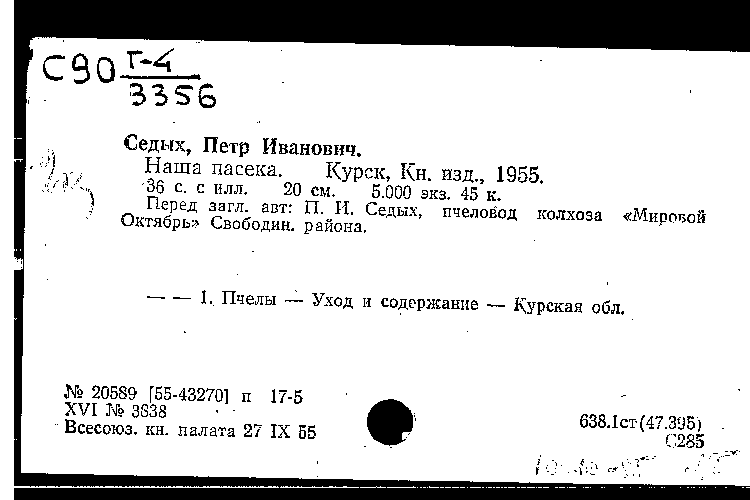 С90 Г-4
3356
Седых, Петр Иванович.
Наша пасека. Курск, Кн. изд., 1955.
36 с. с илл. 20 см. 5.000 экз. 45 к.
Перед загл. авт: П. И. Седых, пчеловод колхоза «Мировой
Октябрь» Свободин. района.
— — 1. Пчелы — Уход и содержание — Курская обл.
№ 20589 [55-43270] п 17-5
XVI № 3838
Всесоюз. кн. палата 27 IX 55
638.1ст(47.395)
С285